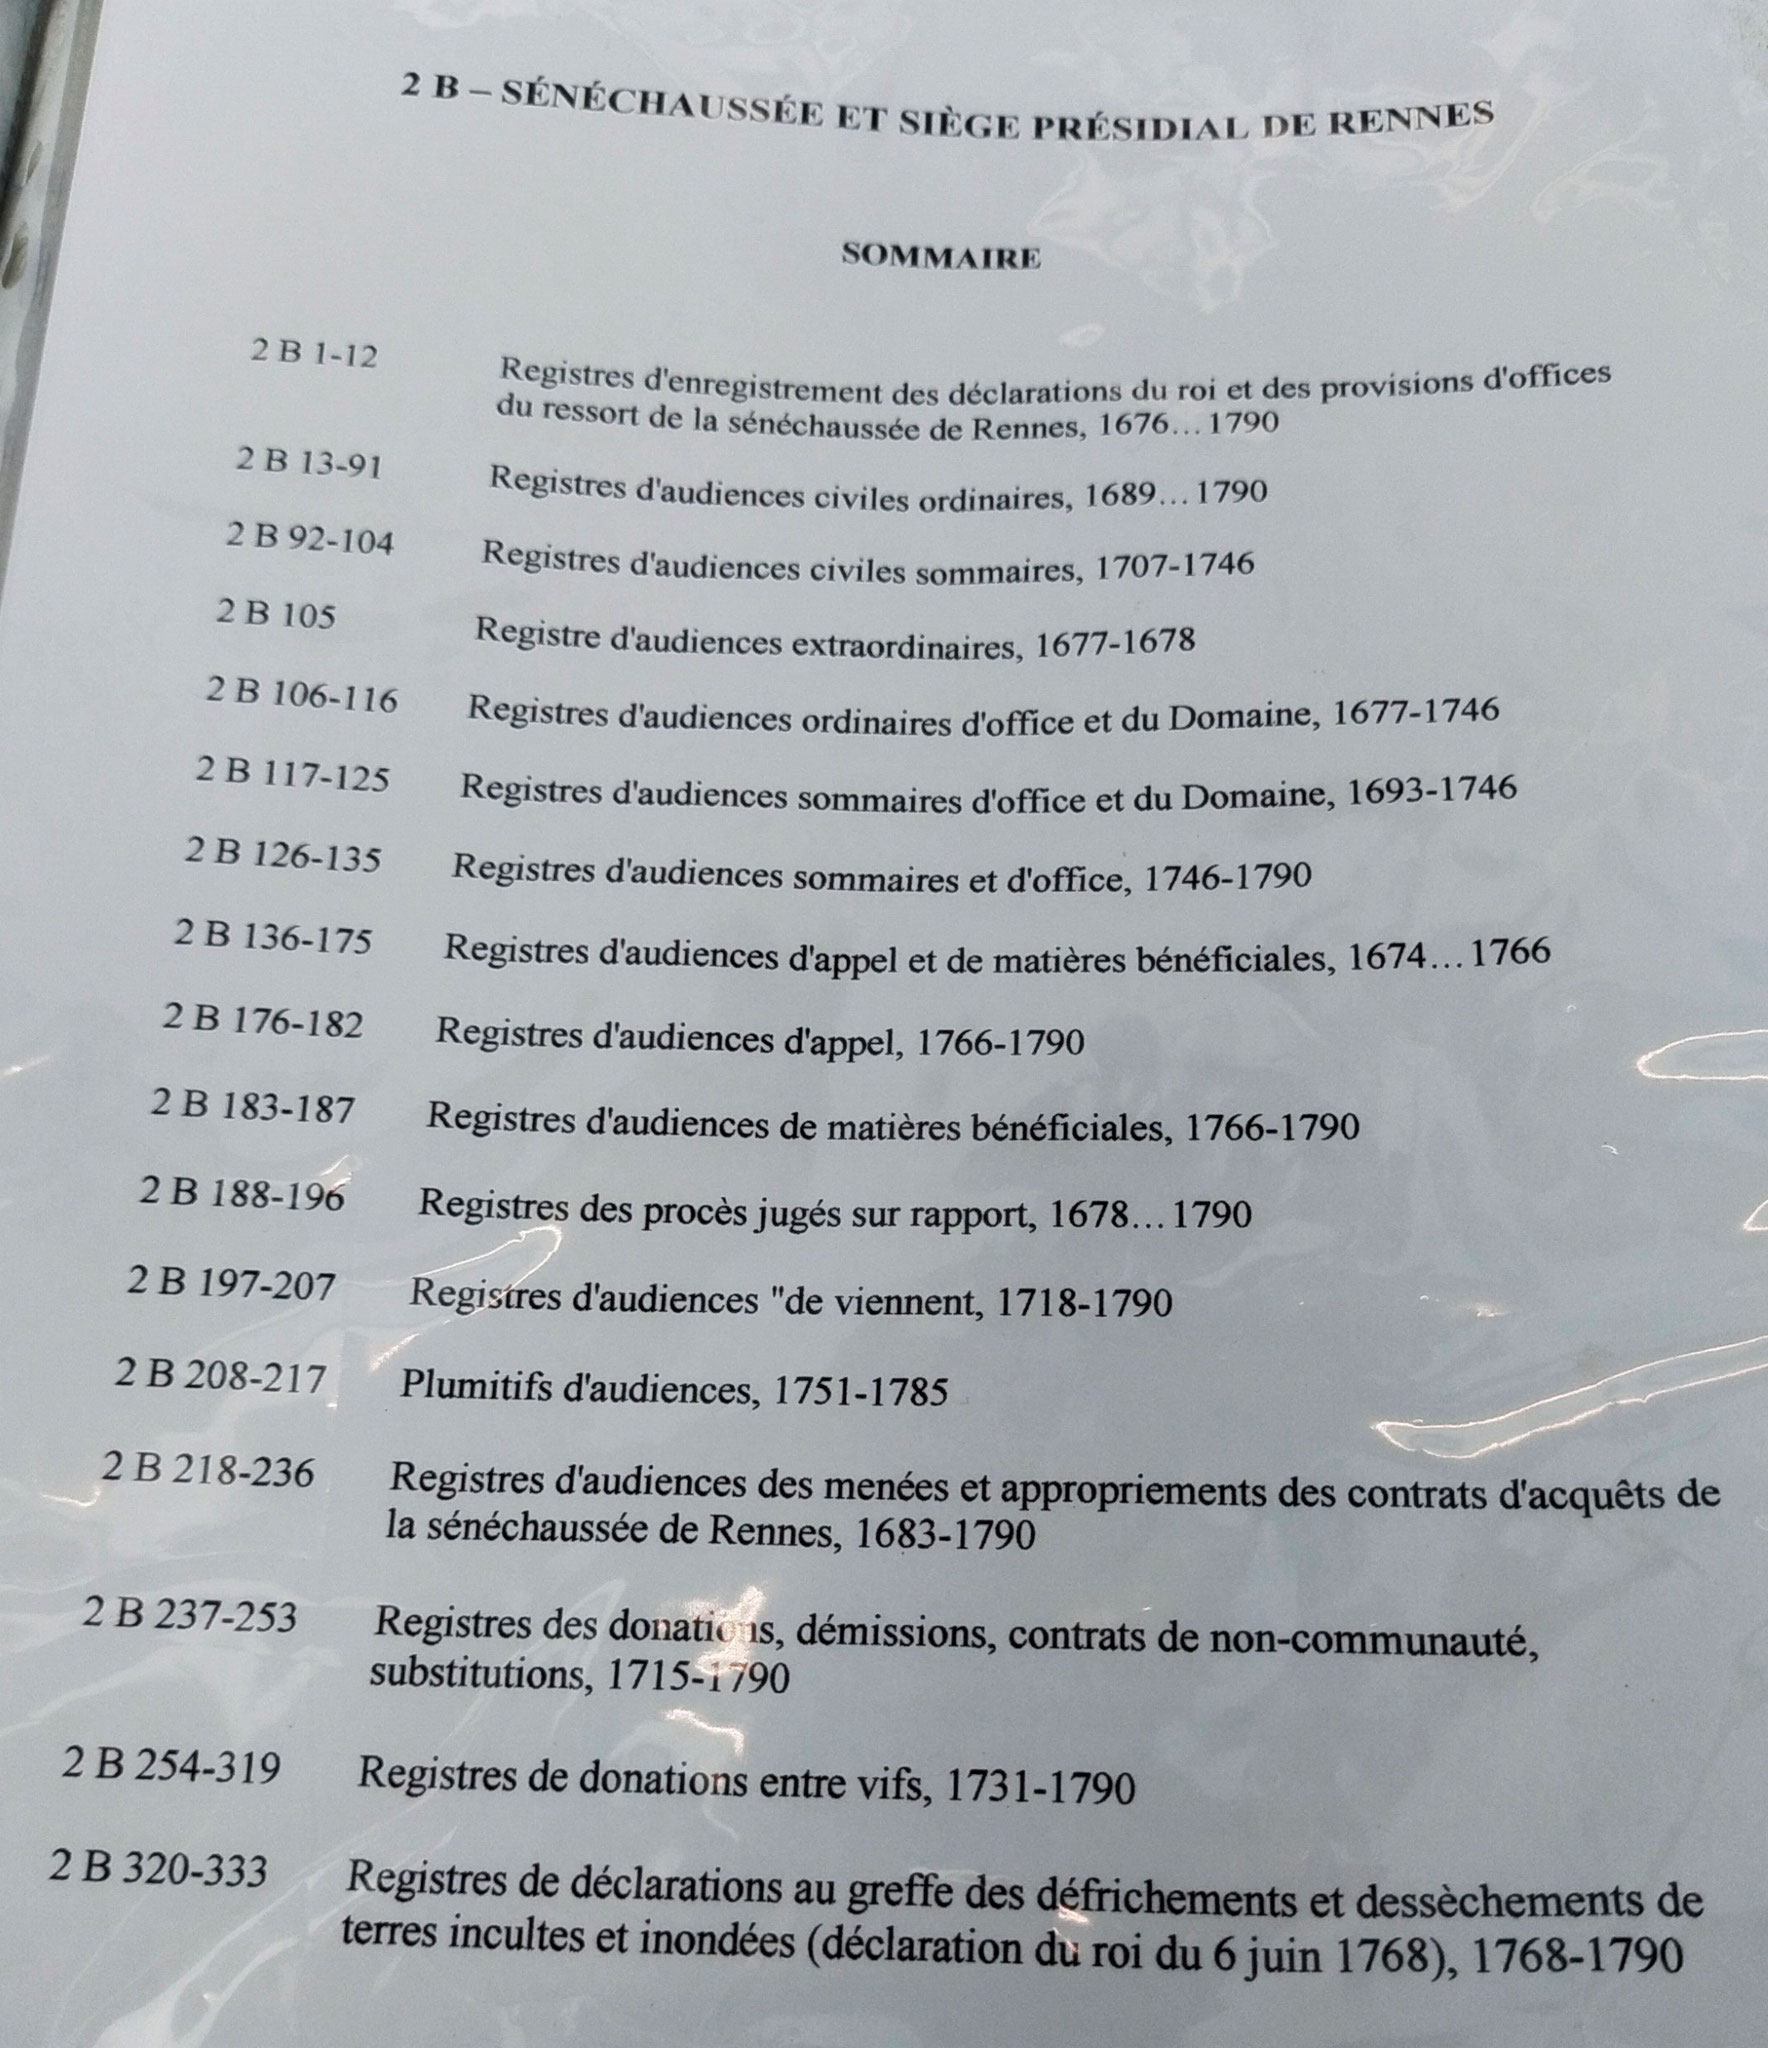 2 B – SÉNÉCHAUSSÉE ET SIÈGE PRÉSIDIAL DE RENNES
SOMMAIRE
2 B 1-12 Registres d'enregistrement des déclarations du roi et des provisions d'offices
du ressort de la sénéchaussée de Rennes, 1676…1790
2 B 13-91 Registres d'audiences civiles ordinaires, 1689…1790
2 B 92-104 Registres d'audiences civiles sommaires, 1707-1746
2 B 105 Registre d'audiences extraordinaires, 1677-1678
2 B 106-116 Registres d'audiences ordinaires d'office et du Domaine, 1677-1746
2 B 117-125 Registres d'audiences sommaires d'office et du Domaine, 1693-1746
2 B 126-135 Registres d'audiences sommaires et d'office, 1746-1790
2 B 136-175 Registres d'audiences d'appel et de matières bénéficiales, 1674…1766
2 B 176-182 Registres d'audiences d'appel, 1766-1790
2 B 183-187 Registres d'audiences de matières bénéficiales, 1766-1790
2 B 188-196 Registres des procès jugés sur rapport, 1678…1790
2 B 197-207 Registres d'audiences "de viennent, 1718-1790
2 B 208-217 Plumitifs d'audiences, 1751-1785
2 B 218-236 Registres d'audiences des menées et appropriements des contrats d'acquêts de
la sénéchaussée de Rennes, 1683-1790
2 B 237-253 Registres des donations, démissions, contrats de non-communauté,
substitutions, 1715-1790
2 B 254-319 Registres de donations entre vifs, 1731-1790
2 B 320-333 Registres de déclarations au greffe des défrichements et dessèchements de
terres incultes et inondées (déclaration du roi du 6 juin 1768), 1768-1790